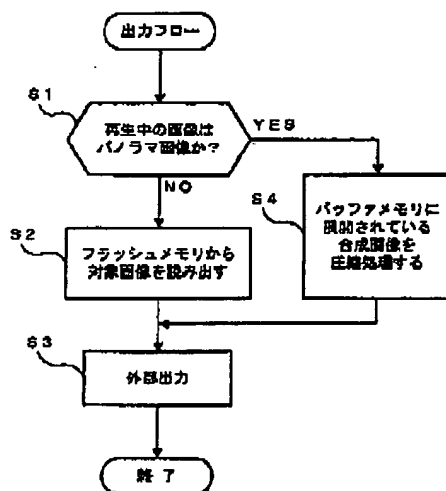 出力フロー
S1
再生中の画像は
パノラマ画像か?
YES
NO
S4
バッファメモリに
展開されている
合成画像を
圧縮処理する
S2
フラッシュメモリから
対象画像を読み出す
S3
外部出力
終了